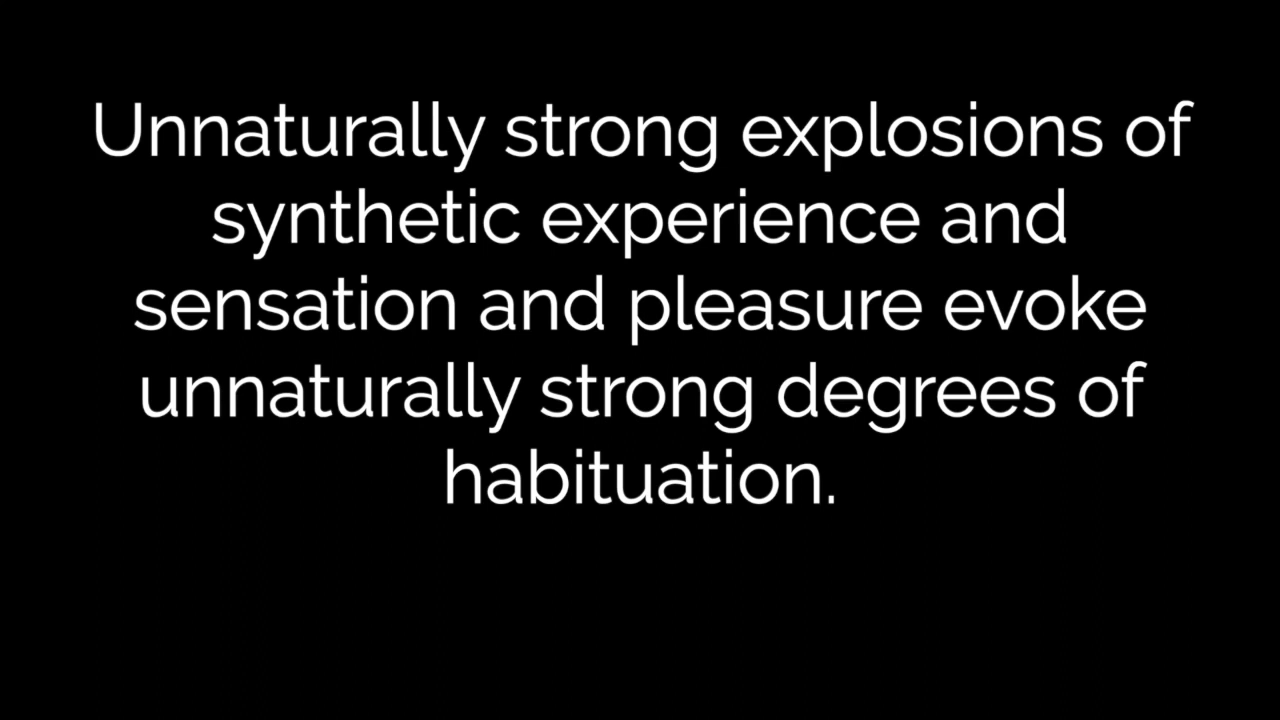 Unnaturally strong explosions of
synthetic experience and
sensation and pleasure evoke
unnaturally strong degrees of
habituation.